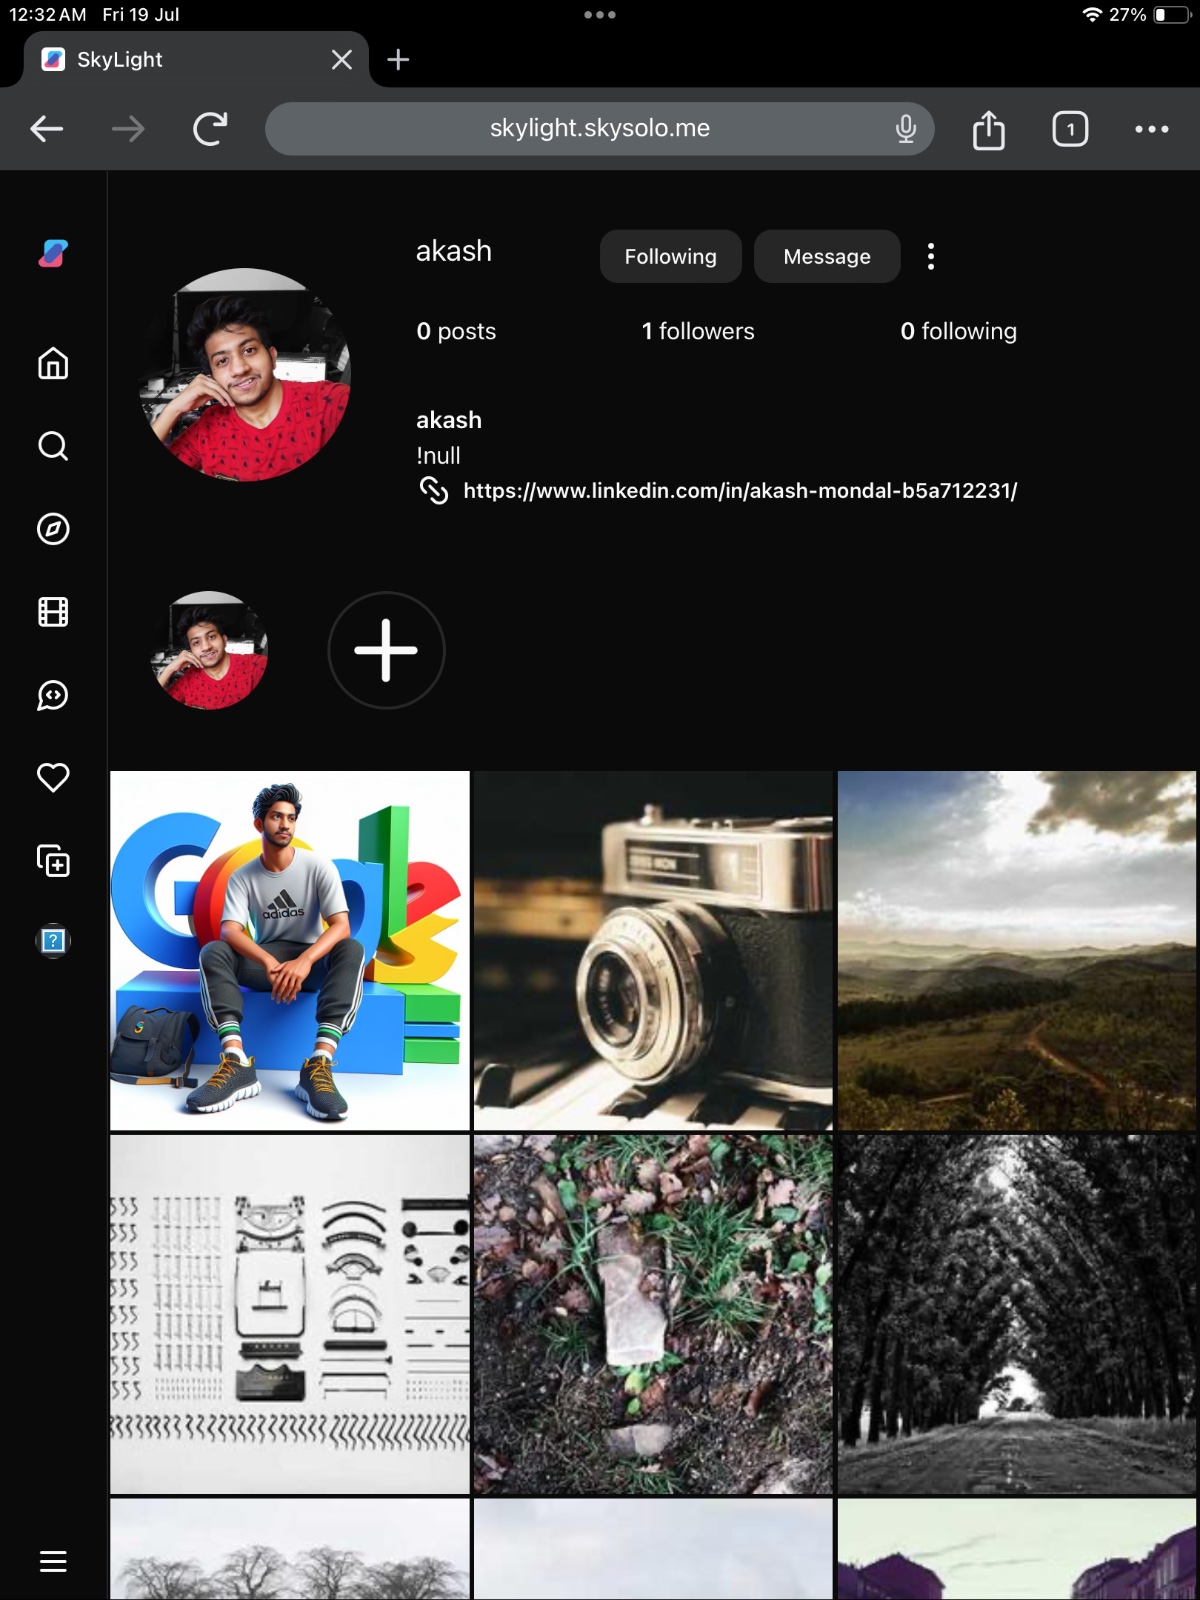 12:32 AM Fri 19 Jul
27%
SkyLight
skylight.skysolo.me
1
akash
Following
Message
0 posts
1 followers
0 following
akash
!null
https://www.linkedin.com/in/akash-mondal-b5a712231/
adidas
?